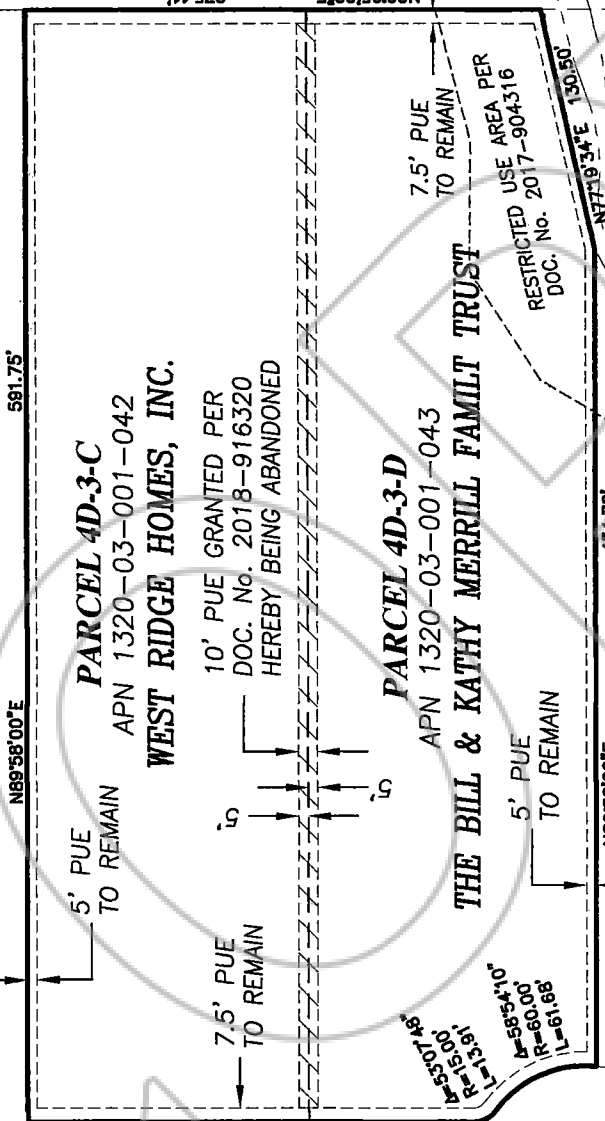 591.75'
N89°58'00"E
5' PUE
TO REMAIN
PARCEL 4D-3-C
APN 1320-03-001-042
WEST RIDGE HOMES, INC.
10' PUE GRANTED PER
DOC. No. 2018-916320
HEREBY BEING ABANDONED
5'
5'
7.5' PUE
TO REMAIN
7.5' PUE
TO REMAIN
RESTRICTED USE AREA PER
DOC. No. 2017-904316
N77°19'34"E 130.50'
PARCEL 4D-3-D
APN 1320-03-001-043
THE BILL & KATHY MERRILL FAMILT TRUST
5' PUE
TO REMAIN
Δ=53°07'48"
R=15.00'
L=13.91'
Δ=58°54'10"
R=60.00'
L=61.68'